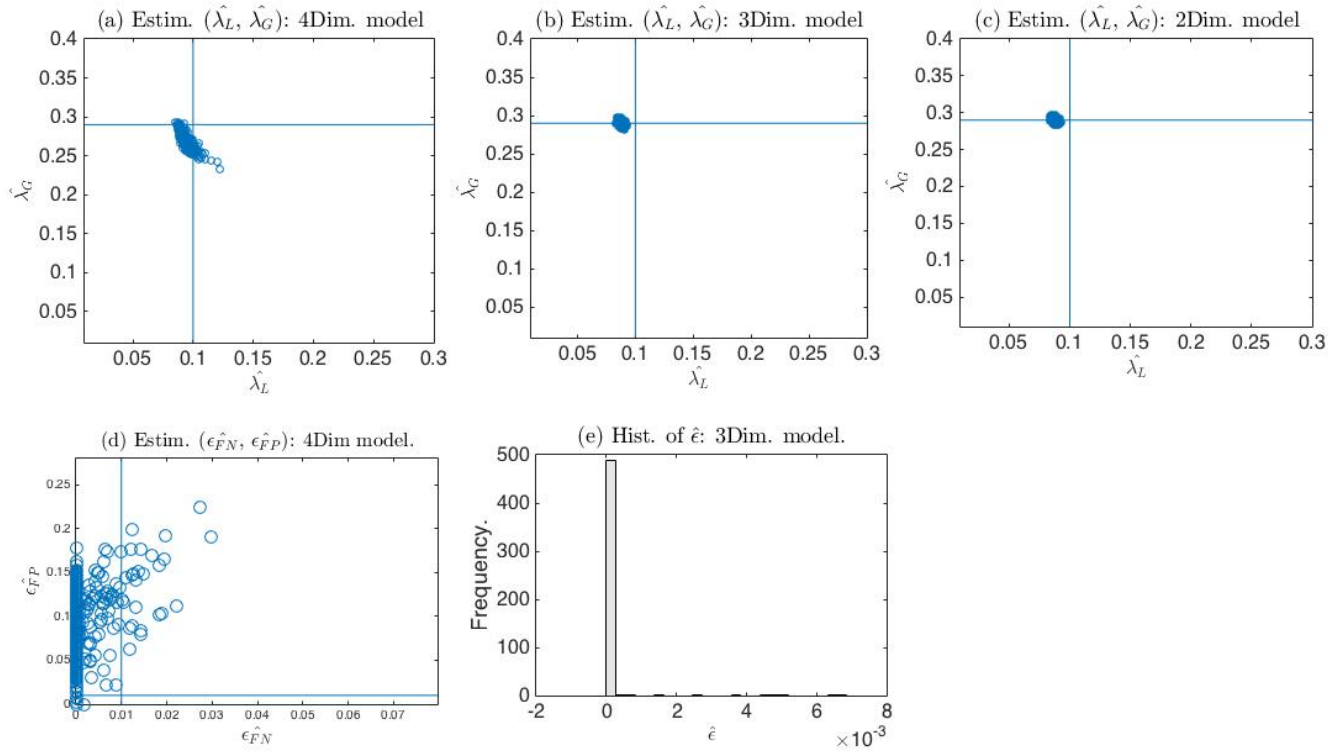 (a) Estim. (λ̂_L, λ̂_G): 4Dim. model
0.4
0.35
0.3
0.25
0.2
0.15
0.1
0.05
λ̂_G
0.05 0.1 0.15 0.2 0.25 0.3
λ̂_L
(b) Estim. (λ̂_L, λ̂_G): 3Dim. model
0.4
0.35
0.3
0.25
0.2
0.15
0.1
0.05
λ̂_G
0.05 0.1 0.15 0.2 0.25 0.3
λ̂_L
(c) Estim. (λ̂_L, λ̂_G): 2Dim. model
0.4
0.35
0.3
0.25
0.2
0.15
0.1
0.05
λ̂_G
0.05 0.1 0.15 0.2 0.25 0.3
λ̂_L
(d) Estim. (ϵ̂_FN, ϵ̂_FP): 4Dim model.
0.25
0.2
0.15
0.1
0.05
0
ϵ̂_FP
0 0.01 0.02 0.03 0.04 0.05 0.06 0.07
ϵ̂_FN
(e) Hist. of ϵ̂: 3Dim. model.
500
400
300
200
100
0
Frequency.
-2 0 2 4 6 8
ϵ̂ ×10⁻³